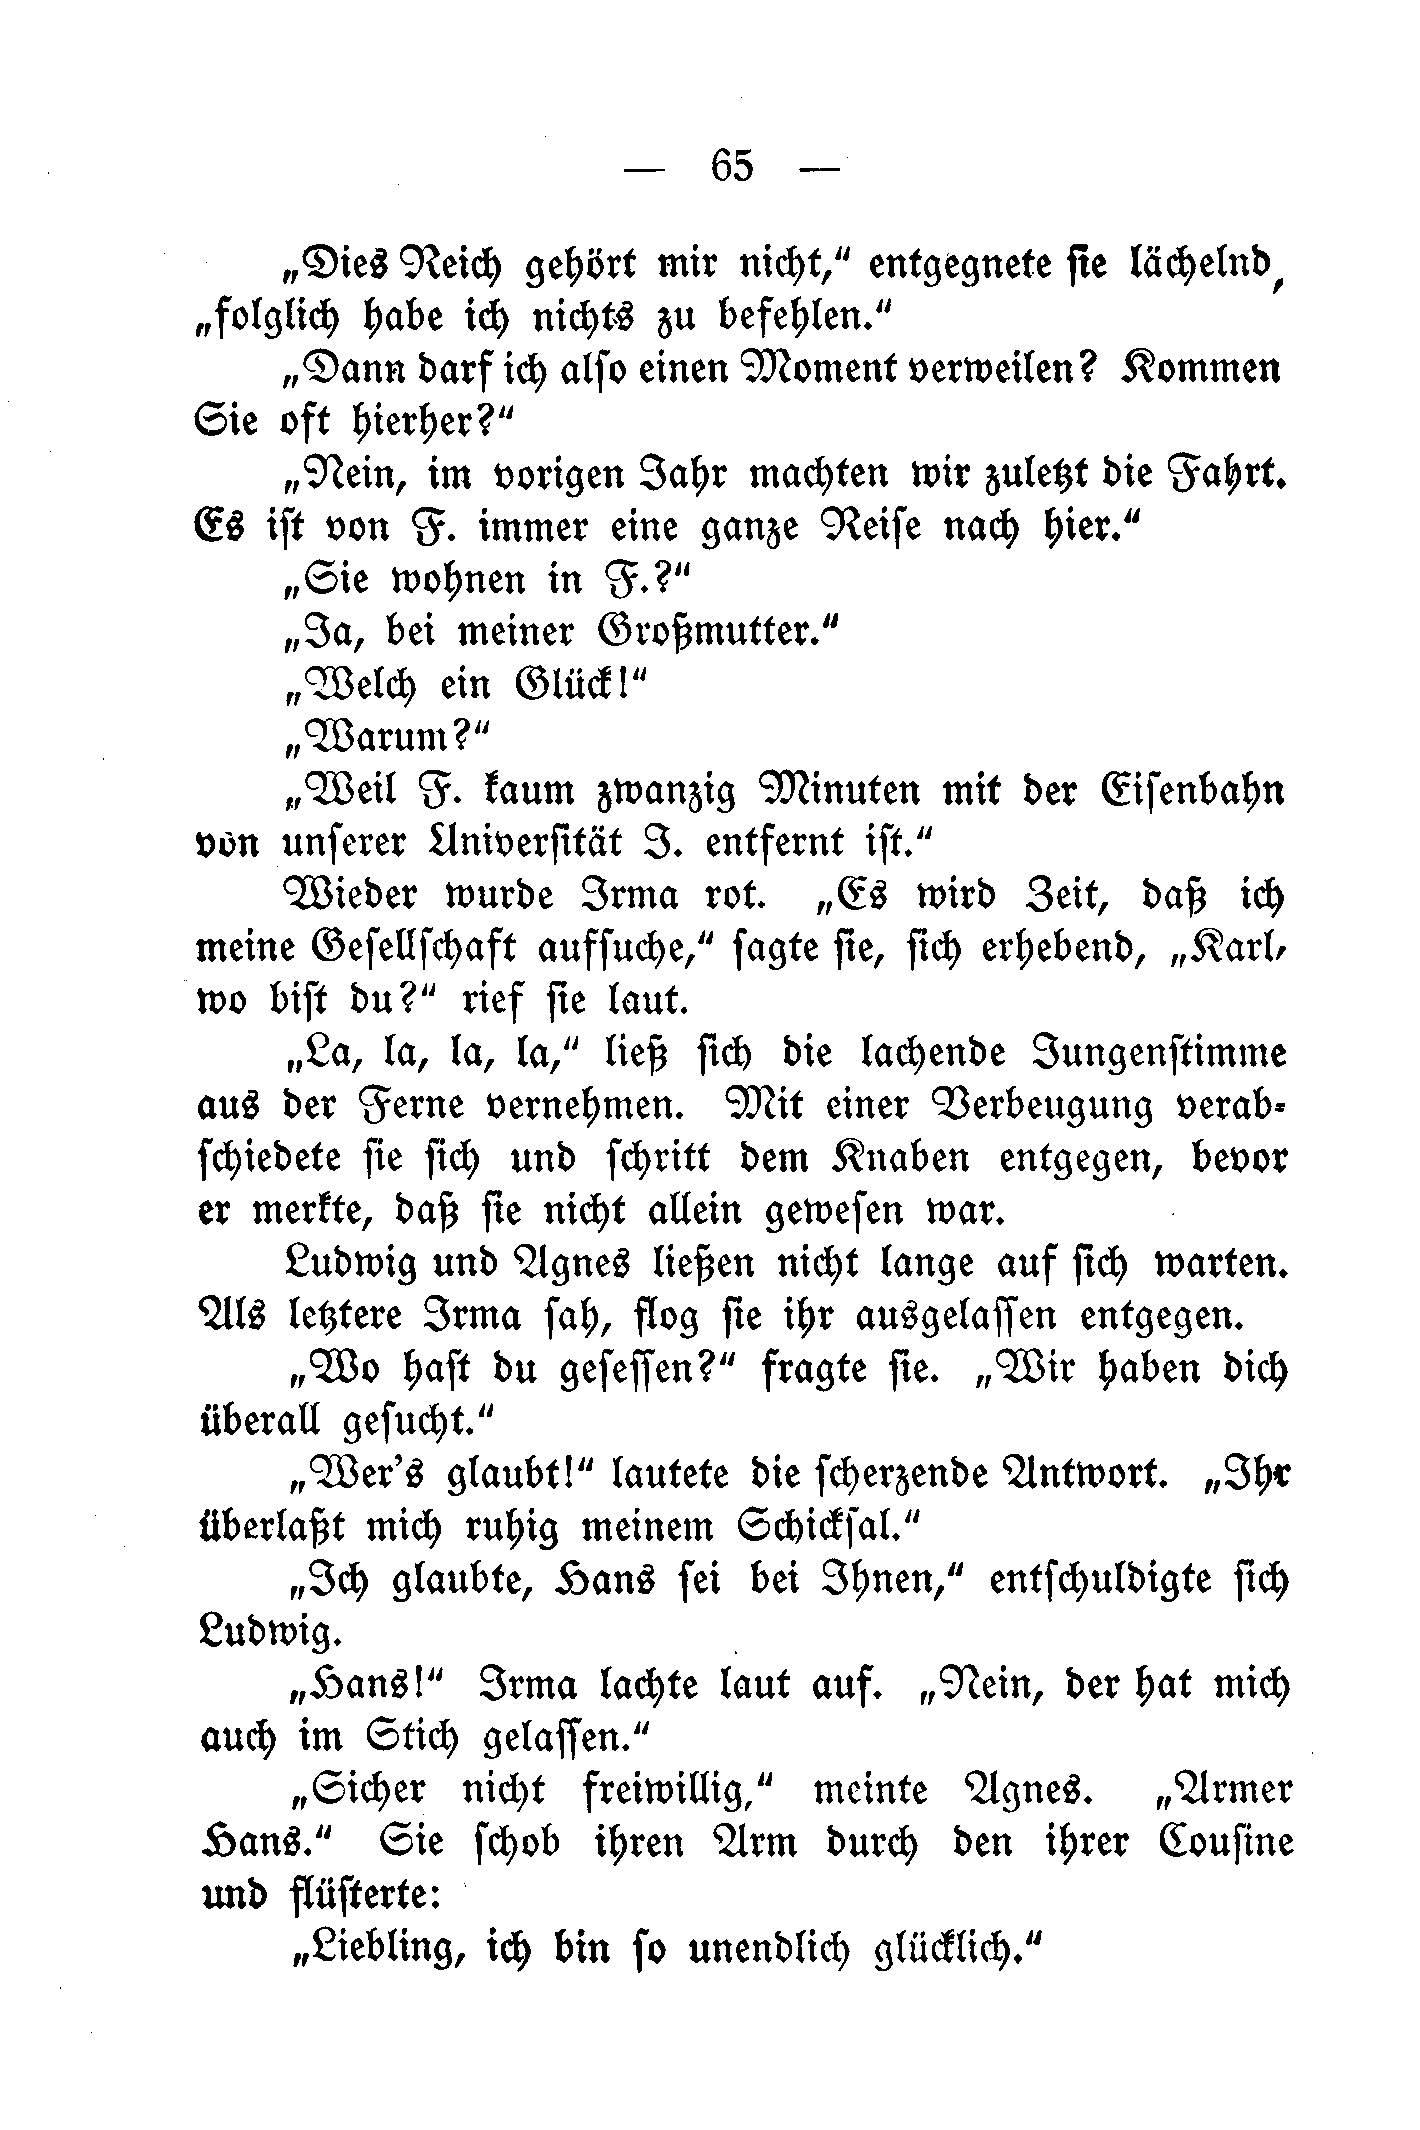 — 65 —
„Dies Reich gehört mir nicht,“ entgegnete sie lächelnd,
„folglich habe ich nichts zu befehlen.“
„Dann darf ich also einen Moment verweilen? Kommen
Sie oft hierher?“
„Nein, im vorigen Jahr machten wir zuletzt die Fahrt.
Es ist von F. immer eine ganze Reise nach hier.“
„Sie wohnen in F.?“
„Ja, bei meiner Großmutter.“
„Welch ein Glück!“
„Warum?“
„Weil F. kaum zwanzig Minuten mit der Eisenbahn
von unserer Universität J. entfernt ist.“
Wieder wurde Irma rot. „Es wird Zeit, daß ich
meine Gesellschaft aufsuche,“ sagte sie, sich erhebend, „Karl,
wo bist du?“ rief sie laut.
„La, la, la, la,“ ließ sich die lachende Jungenstimme
aus der Ferne vernehmen. Mit einer Verbeugung verab-
schiedete sie sich und schritt dem Knaben entgegen, bevor
er merkte, daß sie nicht allein gewesen war.
Ludwig und Agnes ließen nicht lange auf sich warten.
Als letztere Irma sah, flog sie ihr ausgelassen entgegen.
„Wo hast du gesessen?“ fragte sie. „Wir haben dich
überall gesucht.“
„Wer’s glaubt!“ lautete die scherzende Antwort. „Ihr
überlaßt mich ruhig meinem Schicksal.“
„Ich glaubte, Hans sei bei Ihnen,“ entschuldigte sich
Ludwig.
„Hans!“ Irma lachte laut auf. „Nein, der hat mich
auch im Stich gelassen.“
„Sicher nicht freiwillig,“ meinte Agnes. „Armer
Hans.“ Sie schob ihren Arm durch den ihrer Cousine
und flüsterte:
„Liebling, ich bin so unendlich glücklich.“